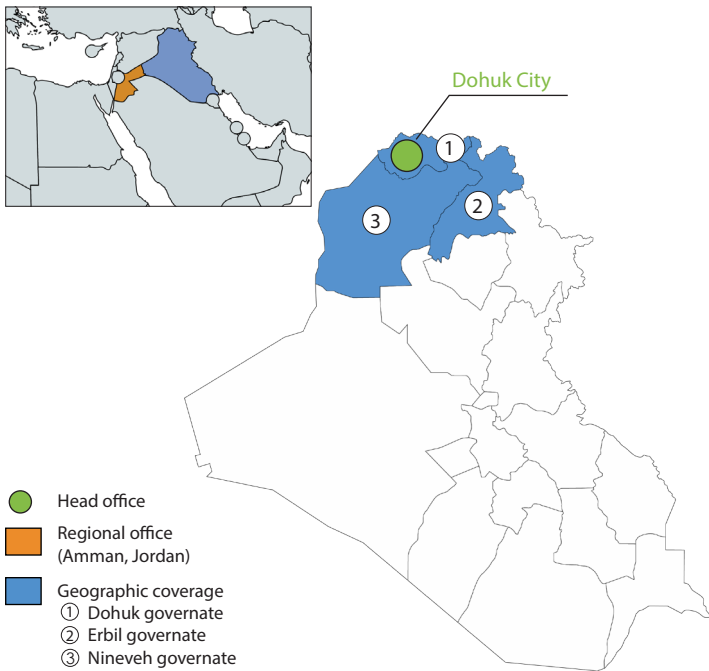 Dohuk City
1
2
3
Head office
Regional office
(Amman, Jordan)
Geographic coverage
1 Dohuk governate
2 Erbil governate
3 Nineveh governate